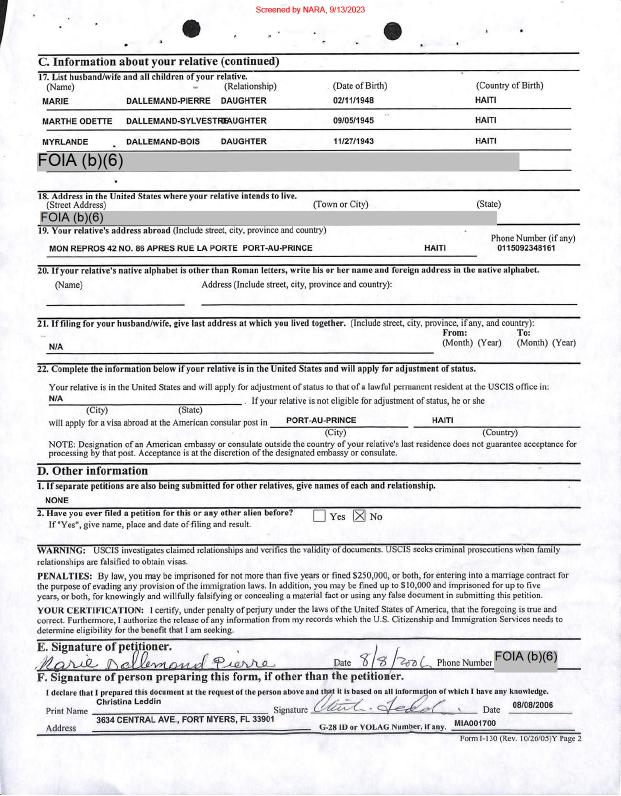 Screened by NARA, 9/13/2023
C. Information about your relative (continued)
17. List husband/wife and all children of your relative.
(Name) (Relationship) (Date of Birth) (Country of Birth)
MARIE DALLEMAND-PIERRE DAUGHTER 02/11/1948 HAITI
MARTHE ODETTE DALLEMAND-SYLVESTRE DAUGHTER 09/05/1945 HAITI
MYRLANDE DALLEMAND-BOIS DAUGHTER 11/27/1943 HAITI
FOIA (b)(6)
18. Address in the United States where your relative intends to live.
(Street Address) (Town or City) (State)
FOIA (b)(6)
19. Your relative's address abroad (Include street, city, province and country)
Phone Number (if any)
MON REPROS 42 NO. 86 APRES RUE LA PORTE PORT-AU-PRINCE HAITI 0115092348161
20. If your relative's native alphabet is other than Roman letters, write his or her name and foreign address in the native alphabet.
(Name) Address (Include street, city, province and country):
21. If filing for your husband/wife, give last address at which you lived together. (Include street, city, province, if any, and country):
From: To:
(Month) (Year) (Month) (Year)
N/A
22. Complete the information below if your relative is in the United States and will apply for adjustment of status.
Your relative is in the United States and will apply for adjustment of status to that of a lawful permanent resident at the USCIS office in:
N/A . If your relative is not eligible for adjustment of status, he or she
(City) (State)
will apply for a visa abroad at the American consular post in PORT-AU-PRINCE HAITI
(City) (Country)
NOTE: Designation of an American embassy or consulate outside the country of your relative's last residence does not guarantee acceptance for
processing by that post. Acceptance is at the discretion of the designated embassy or consulate.
D. Other information
1. If separate petitions are also being submitted for other relatives, give names of each and relationship.
NONE
2. Have you ever filed a petition for this or any other alien before? Yes No
If "Yes", give name, place and date of filing and result.
WARNING: USCIS investigates claimed relationships and verifies the validity of documents. USCIS seeks criminal prosecutions when family
relationships are falsified to obtain visas.
PENALTIES: By law, you may be imprisoned for not more than five years or fined $250,000, or both, for entering into a marriage contract for
the purpose of evading any provision of the immigration laws. In addition, you may be fined up to $10,000 and imprisoned for up to five
years, or both, for knowingly and willfully falsifying or concealing a material fact or using any false document in submitting this petition.
YOUR CERTIFICATION: I certify, under penalty of perjury under the laws of the United States of America, that the foregoing is true and
correct. Furthermore, I authorize the release of any information from my records which the U.S. Citizenship and Immigration Services needs to
determine eligibility for the benefit that I am seeking.
E. Signature of petitioner.
Marie Dallemand Pierre Date 8/8/2006 Phone Number FOIA (b)(6)
F. Signature of person preparing this form, if other than the petitioner.
I declare that I prepared this document at the request of the person above and that it is based on all information of which I have any knowledge.
Print Name Christina Leddin Signature Date 08/08/2006
Address 3634 CENTRAL AVE., FORT MYERS, FL 33901 G-28 ID or VOLAG Number, if any. MIA001700
Form I-130 (Rev. 10/26/05)Y Page 2